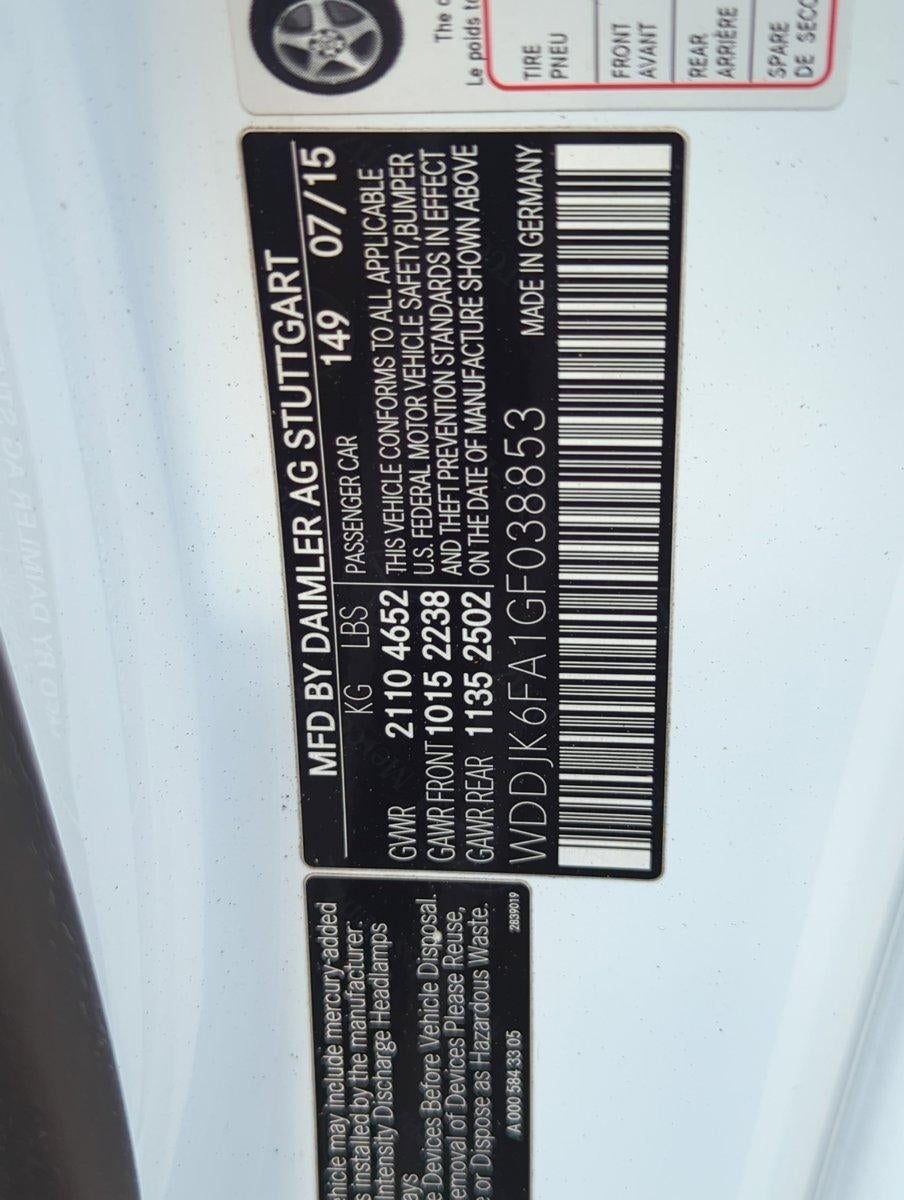 The
Le poids
TIRE
PNEU
FRONT
AVANT
REAR
ARRIÈRE
SPARE
DE
MFD BY DAIMLER AG STUTTGART
KG LBS 149 07/15
PASSENGER CAR
GVWR 2110 4652
GAWR FRONT 1015 2238
GAWR REAR 1135 2502
THIS VEHICLE CONFORMS TO ALL APPLICABLE
U.S. FEDERAL MOTOR VEHICLE SAFETY,BUMPER
AND THEFT PREVENTION STANDARDS IN EFFECT
ON THE DATE OF MANUFACTURE SHOWN ABOVE
WDDJK6FA1GF038853 MADE IN GERMANY
may include mercury-added
installed by the manufacturer:
Intensity Discharge Headlamps
Devices Before Vehicle Disposal.
of Devices Please Reuse,
or Dispose as Hazardous Waste.
A 000 584 33 05 2839019